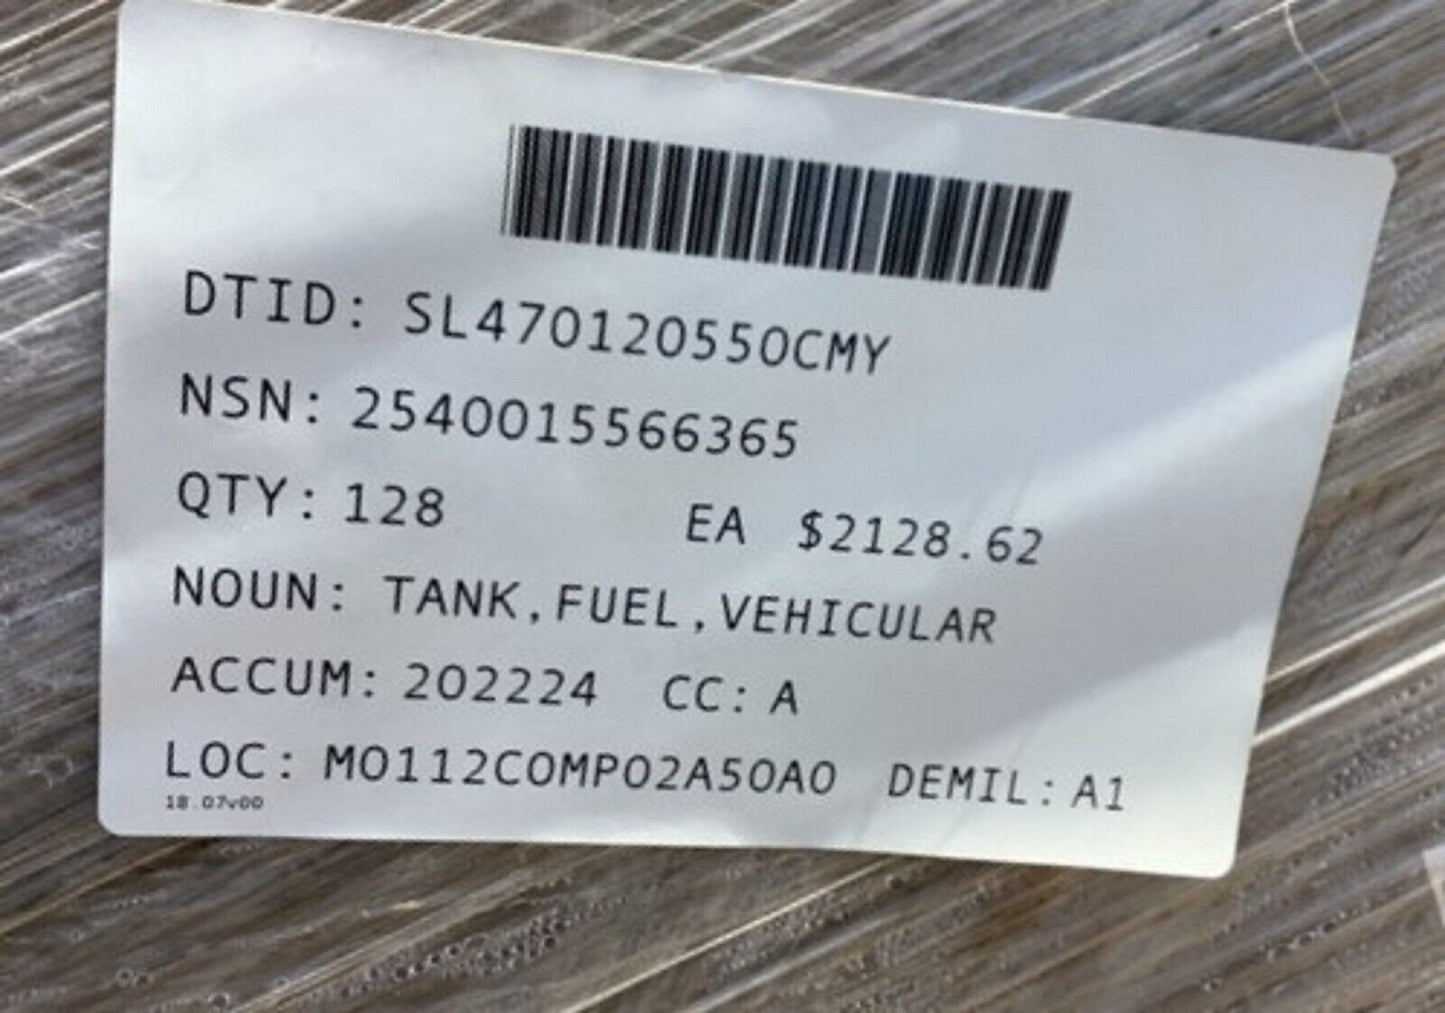 DTID: SL470120550CMY
NSN: 2540015566365
QTY: 128 EA $2128.62
NOUN: TANK,FUEL,VEHICULAR
ACCUM: 202224 CC: A
LOC: MO112COMP02A50A0 DEMIL: A1
18.07v00